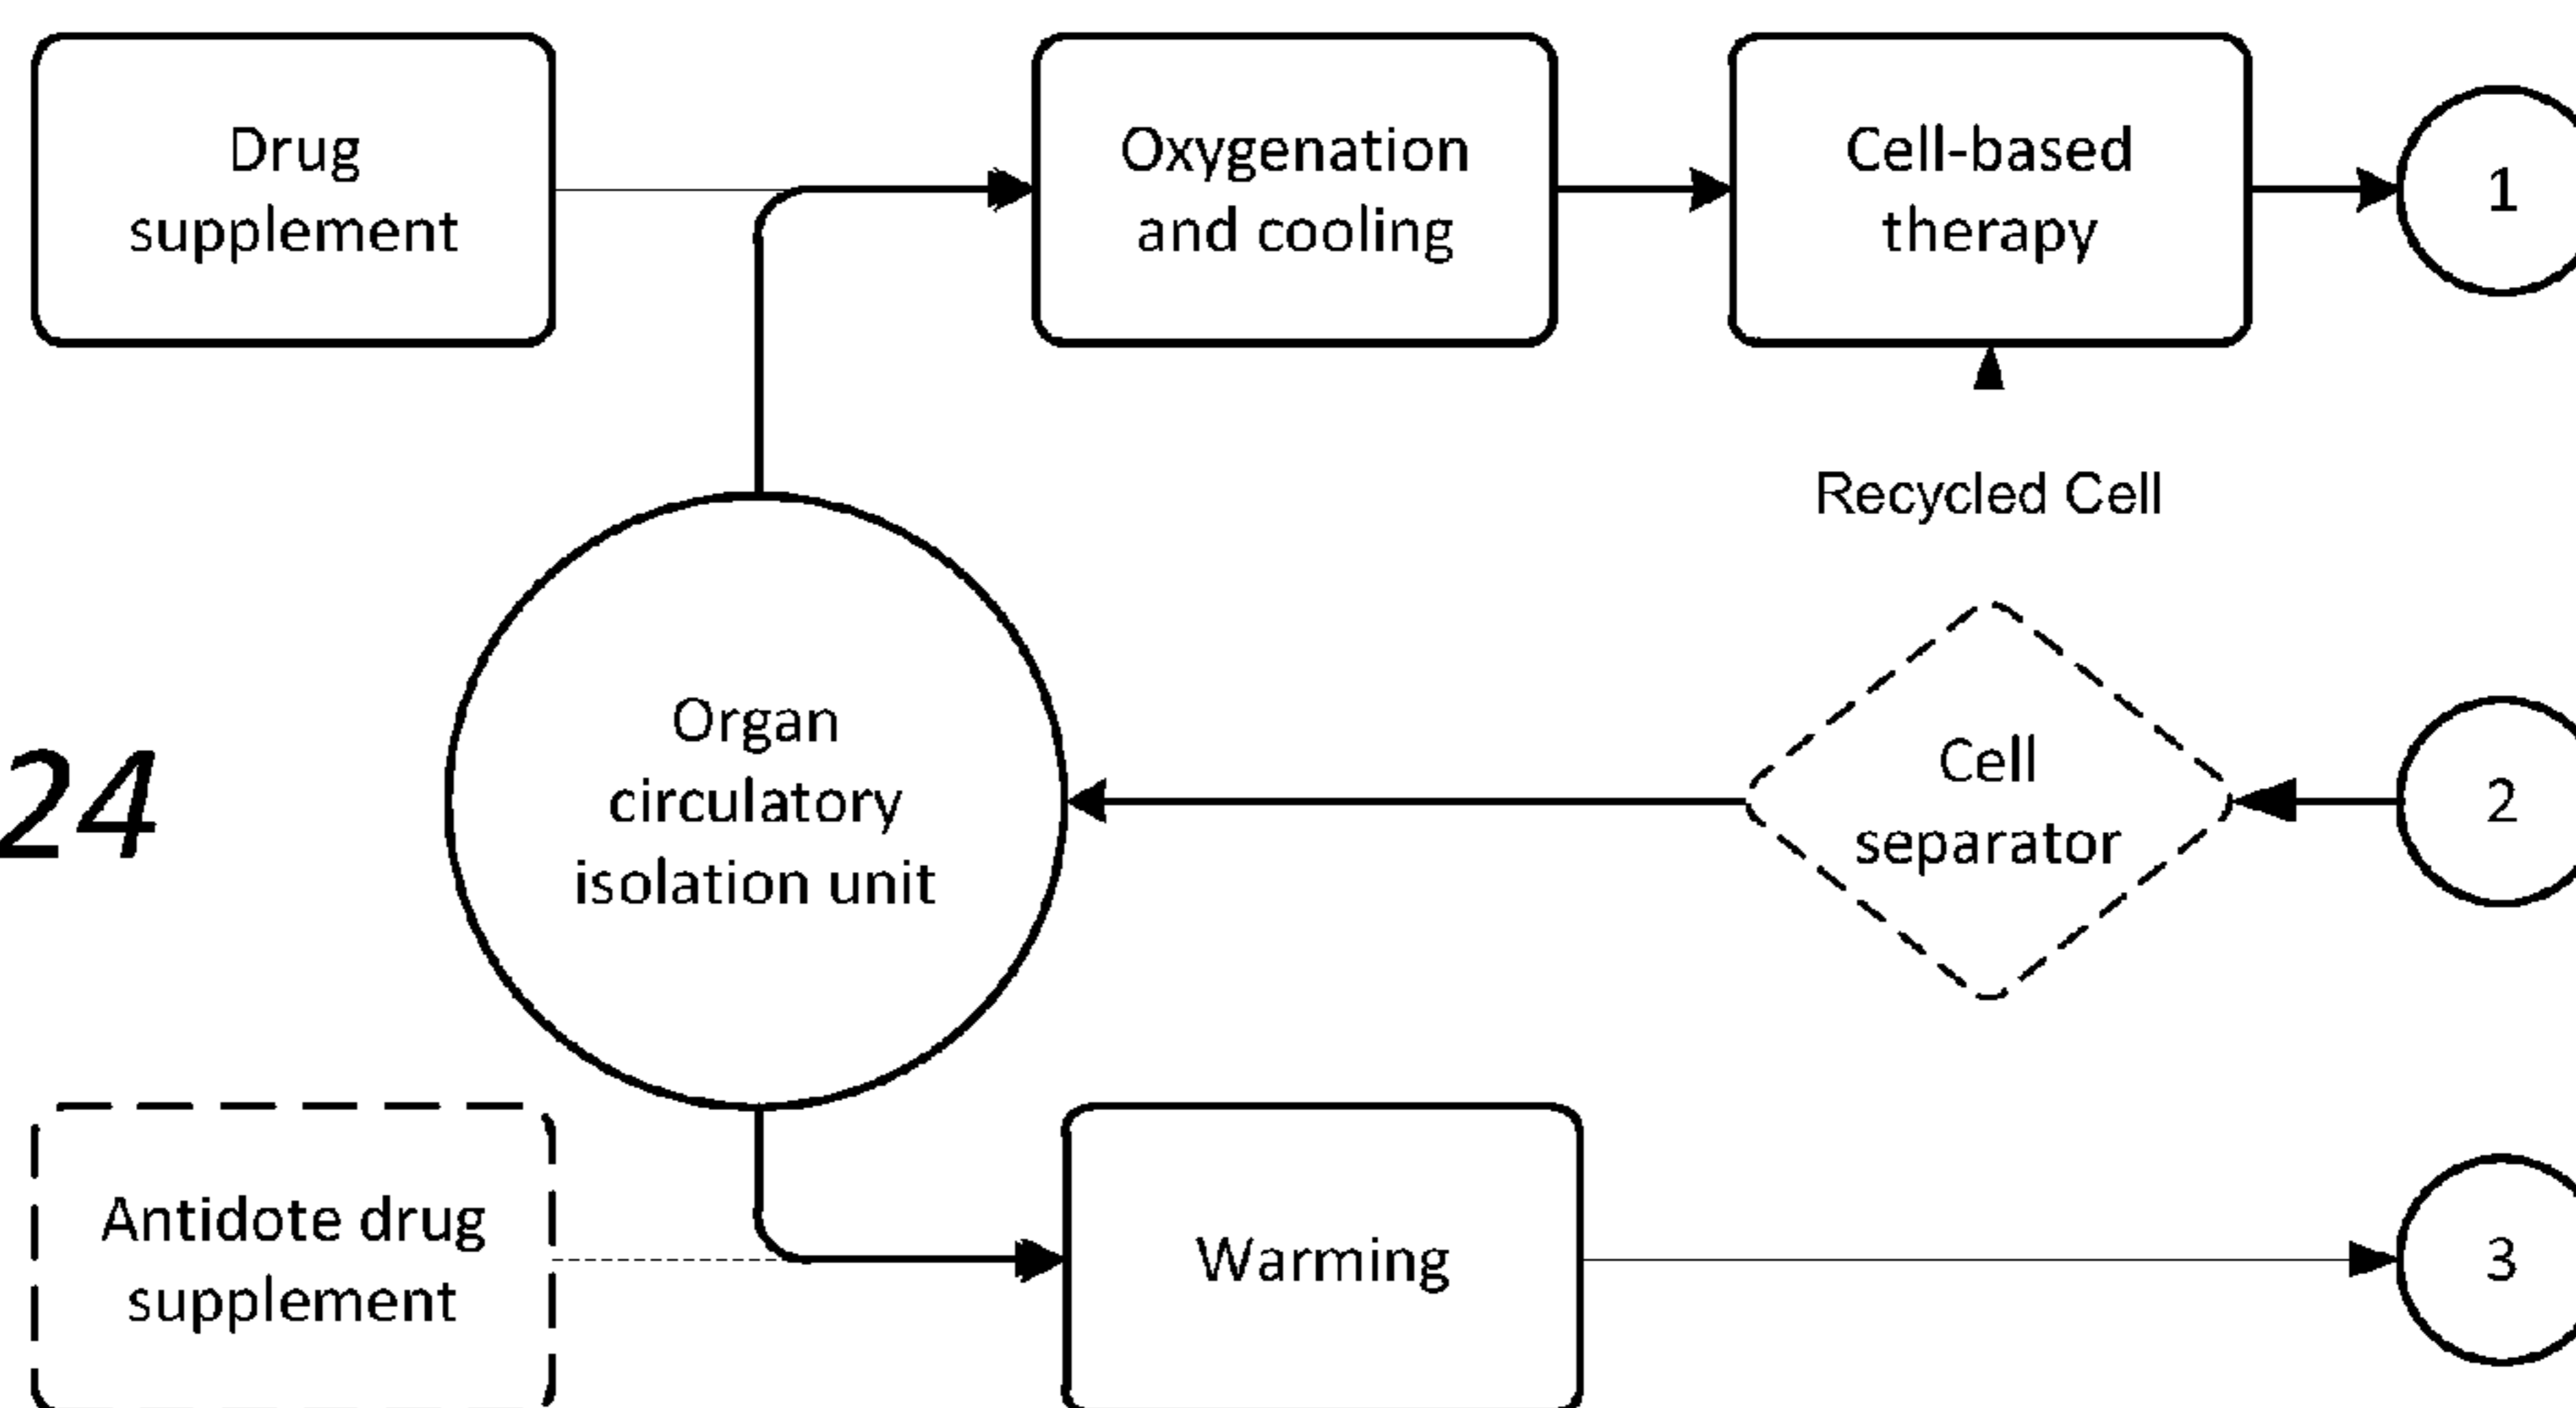 Drug
supplement
Oxygenation
and cooling
Cell-based
therapy
1
Recycled Cell
Organ
circulatory
isolation unit
24
Cell
separator
2
Antidote drug
supplement
Warming
3